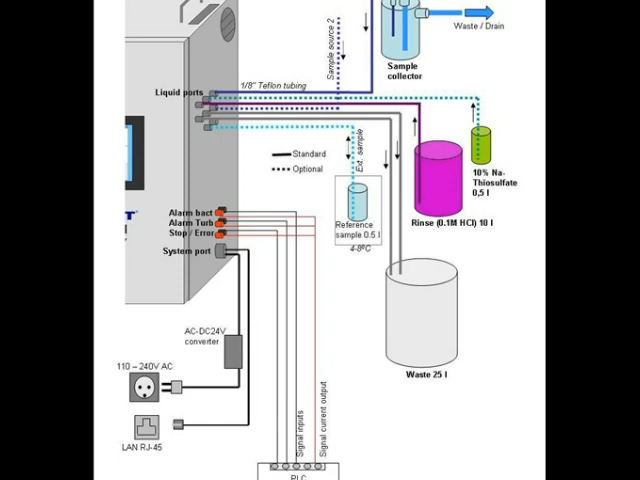 Waste / Drain
Sample source 2
Sample
collector
1/8" Teflon tubing
Liquid ports
Ext. sample
Standard
Optional
10% Na-
Thiosulfate
0,5 l
Rinse (0.1M HCl) 10 l
Reference
sample 0.5 l
4-8ºC
Alarm bact
Alarm Turb
Stop / Error
System port
AC-DC24V
converter
110 – 240V AC
Waste 25 l
LAN RJ-45
Signal inputs
Signal current output
PLC